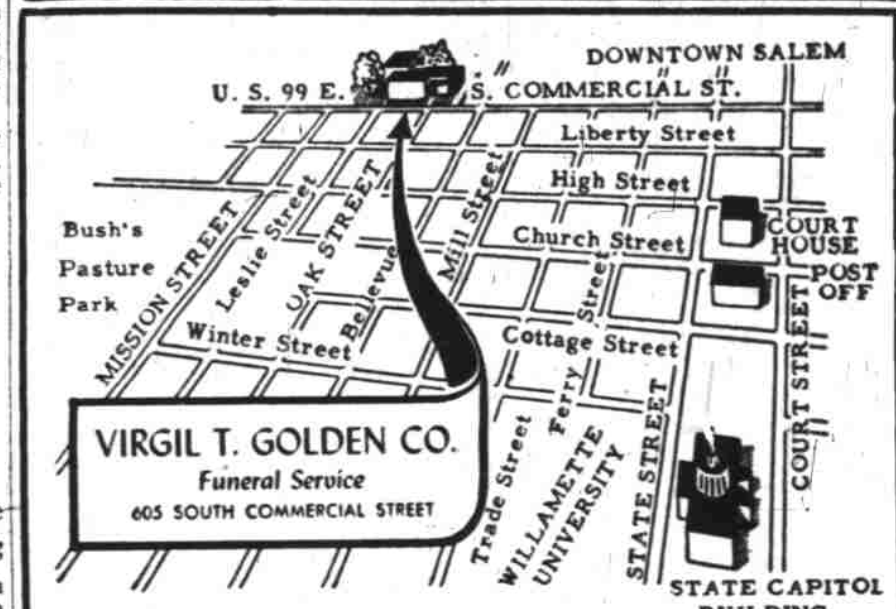 DOWNTOWN SALEM
U. S. 99 E.
S. COMMERCIAL ST.
Liberty Street
High Street
Church Street
COURT
HOUSE
POST
OFF
Bush's
Pasture
Park
MISSION STREET
Leslie Street
OAK STREET
Bellevue
Mill Street
Ferry Street
Winter Street
Cottage Street
COURT STREET
STATE STREET
Trade Street
WILLAMETTE
UNIVERSITY
VIRGIL T. GOLDEN CO.
Funeral Service
605 SOUTH COMMERCIAL STREET
STATE CAPITOL